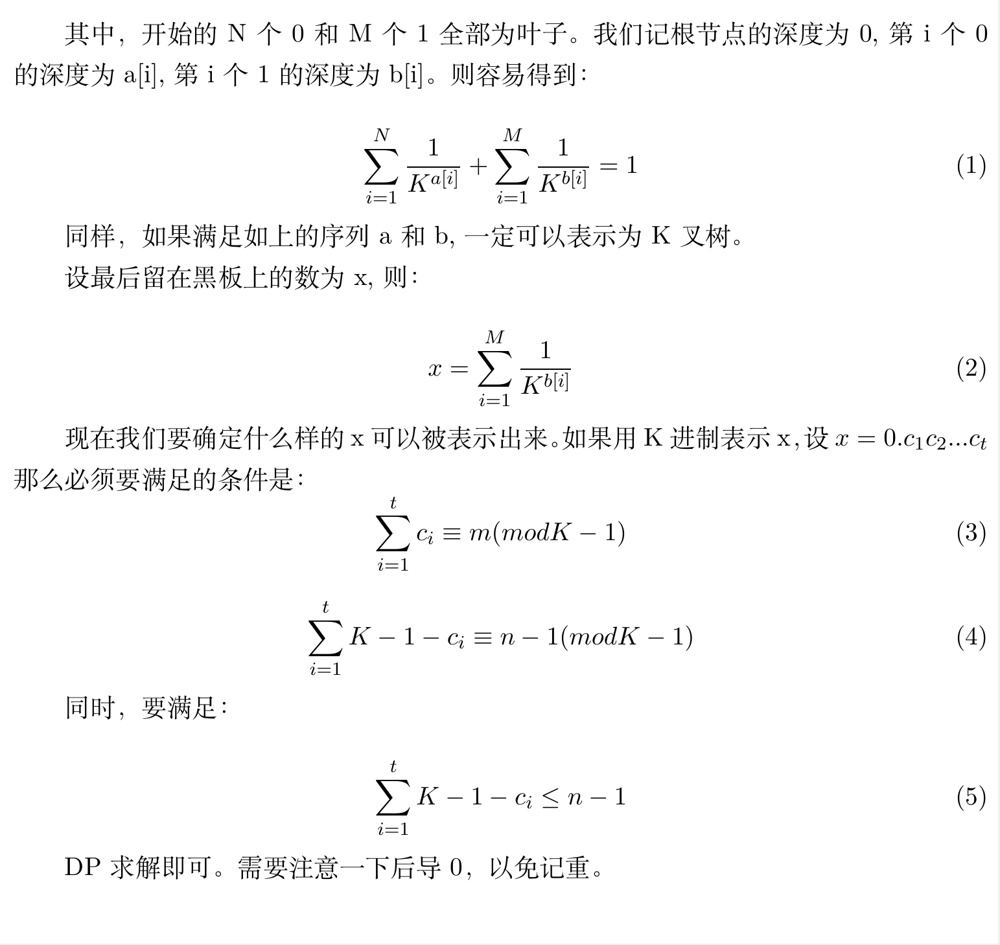 其中，开始的 N 个 0 和 M 个 1 全部为叶子。我们记根节点的深度为 0, 第 i 个 0
的深度为 a[i], 第 i 个 1 的深度为 b[i]。则容易得到：
\sum_{i=1}^{N} \frac{1}{K^{a[i]}} + \sum_{i=1}^{M} \frac{1}{K^{b[i]}} = 1 (1)
同样，如果满足如上的序列 a 和 b, 一定可以表示为 K 叉树。
设最后留在黑板上的数为 x, 则：
x = \sum_{i=1}^{M} \frac{1}{K^{b[i]}} (2)
现在我们要确定什么样的 x 可以被表示出来。如果用 K 进制表示 x，设 x = 0.c_1c_2...c_t
那么必须要满足的条件是：
\sum_{i=1}^{t} c_i ≡ m(modK − 1) (3)
\sum_{i=1}^{t} K − 1 − c_i ≡ n − 1(modK − 1) (4)
同时，要满足：
\sum_{i=1}^{t} K − 1 − c_i ≤ n − 1 (5)
DP 求解即可。需要注意一下后导 0，以免记重。